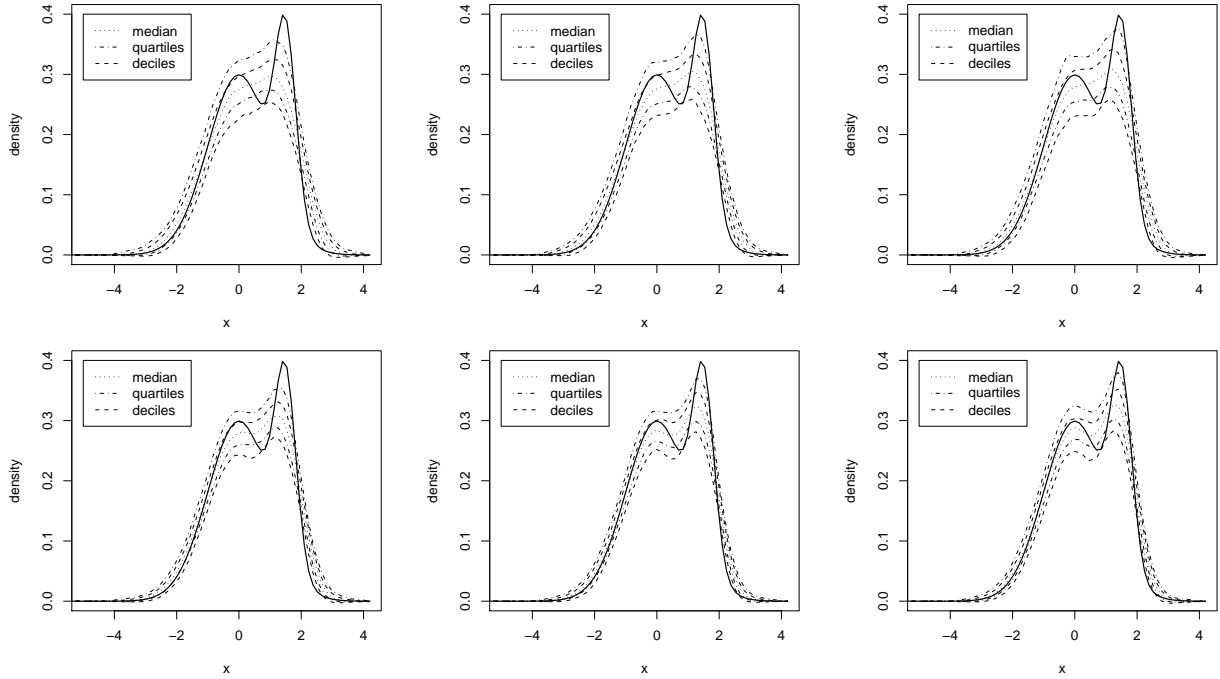 0.4
0.3
0.2
0.1
0.0
density
median
quartiles
deciles
−4 −2 0 2 4
x
0.4
0.3
0.2
0.1
0.0
density
median
quartiles
deciles
−4 −2 0 2 4
x
0.4
0.3
0.2
0.1
0.0
density
median
quartiles
deciles
−4 −2 0 2 4
x
0.4
0.3
0.2
0.1
0.0
density
median
quartiles
deciles
−4 −2 0 2 4
x
0.4
0.3
0.2
0.1
0.0
density
median
quartiles
deciles
−4 −2 0 2 4
x
0.4
0.3
0.2
0.1
0.0
density
median
quartiles
deciles
−4 −2 0 2 4
x